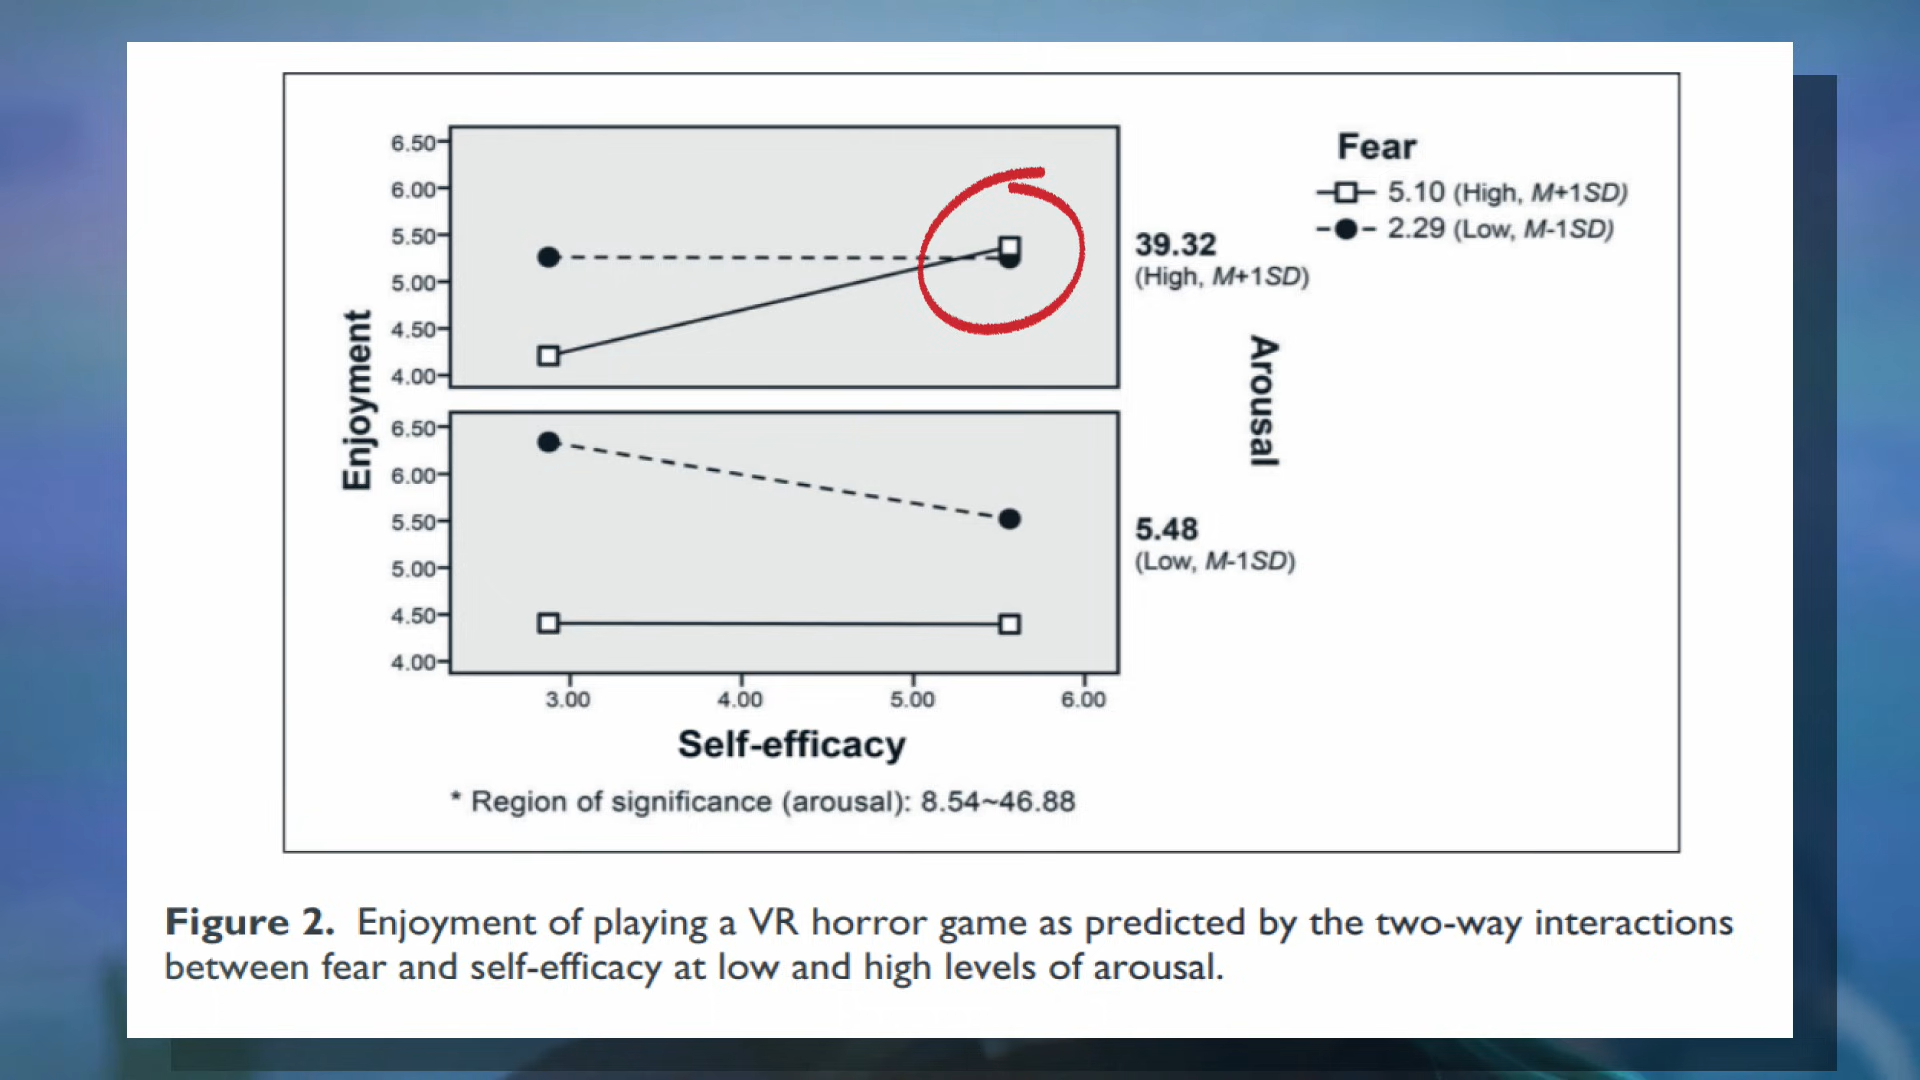 Fear
5.10 (High, M+1SD)
2.29 (Low, M-1SD)
6.50
6.00
5.50
5.00
4.50
4.00
39.32
(High, M+1SD)
Enjoyment
Arousal
6.50
6.00
5.50
5.00
4.50
4.00
5.48
(Low, M-1SD)
3.00 4.00 5.00 6.00
Self-efficacy
* Region of significance (arousal): 8.54~46.88
Figure 2. Enjoyment of playing a VR horror game as predicted by the two-way interactions
between fear and self-efficacy at low and high levels of arousal.